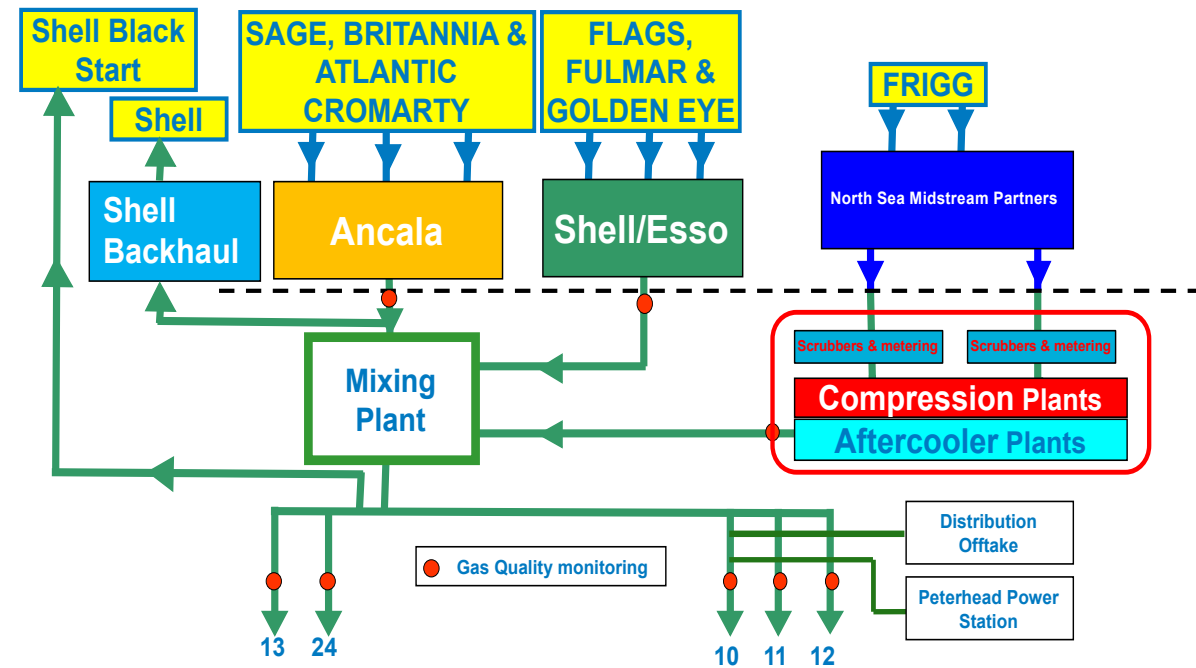 Shell Black
Start
SAGE, BRITANNIA &
ATLANTIC
CROMARTY
FLAGS,
FULMAR &
GOLDEN EYE
FRIGG
Shell
Shell
Backhaul
Ancala
Shell/Esso
North Sea Midstream Partners
Scrubbers & metering
Scrubbers & metering
Mixing
Plant
Compression Plants
Aftercooler Plants
Distribution
Offtake
Gas Quality monitoring
Peterhead Power
Station
13
24
10
11
12